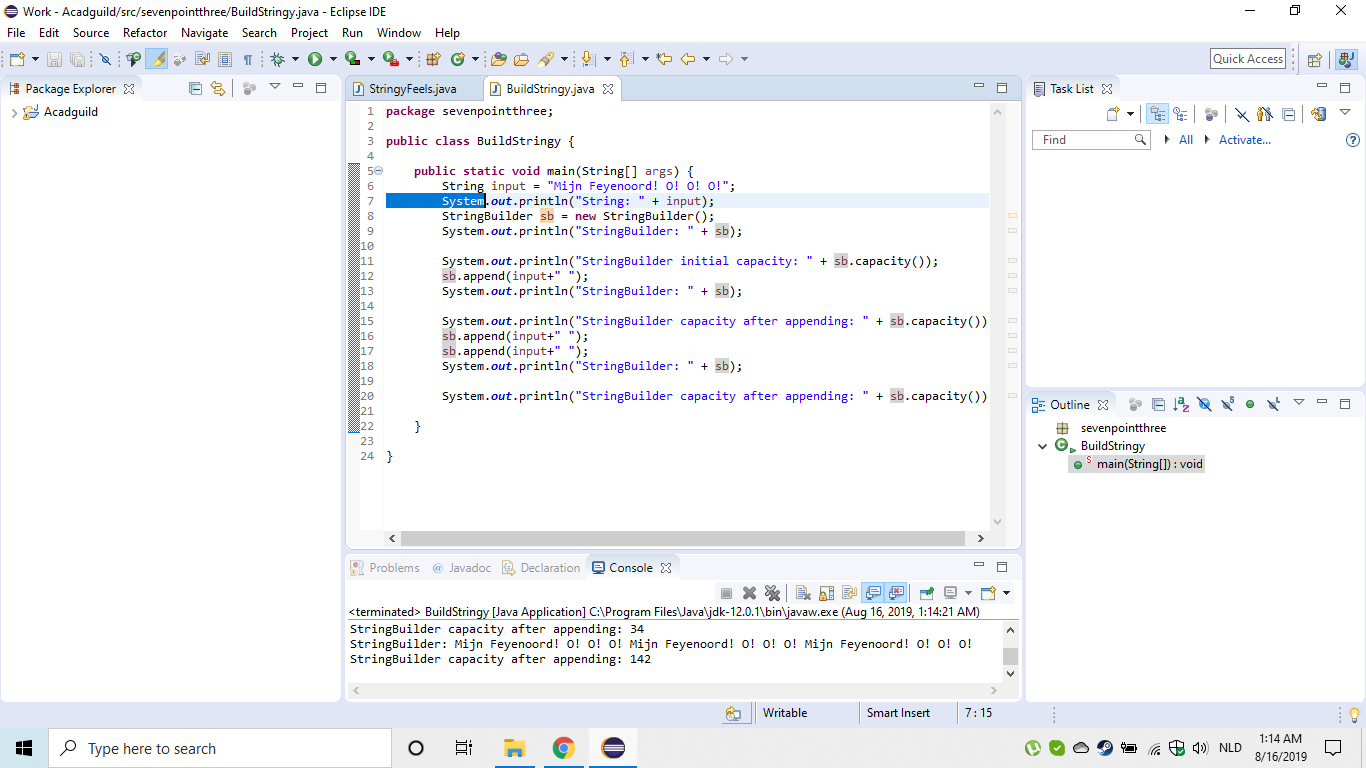 Work - Acadguild/src/sevenpointthree/BuildStringy.java - Eclipse IDE
File Edit Source Refactor Navigate Search Project Run Window Help
Quick Access
Package Explorer
Acadguild
StringyFeels.java BuildStringy.java
1 package sevenpointthree;
2
3 public class BuildStringy {
4
5 public static void main(String[] args) {
6 String input = "Mijn Feyenoord! O! O! O!";
7 System.out.println("String: " + input);
8 StringBuilder sb = new StringBuilder();
9 System.out.println("StringBuilder: " + sb);
10
11 System.out.println("StringBuilder initial capacity: " + sb.capacity());
12 sb.append(input+" ");
13 System.out.println("StringBuilder: " + sb);
14
15 System.out.println("StringBuilder capacity after appending: " + sb.capacity())
16 sb.append(input+" ");
17 sb.append(input+" ");
18 System.out.println("StringBuilder: " + sb);
19
20 System.out.println("StringBuilder capacity after appending: " + sb.capacity())
21
22 }
23
24 }
Task List
Find All Activate...
Outline
sevenpointthree
BuildStringy
main(String[]) : void
Problems @ Javadoc Declaration Console
<terminated> BuildStringy [Java Application] C:\Program Files\Java\jdk-12.0.1\bin\javaw.exe (Aug 16, 2019, 1:14:21 AM)
StringBuilder capacity after appending: 34
StringBuilder: Mijn Feyenoord! O! O! O! Mijn Feyenoord! O! O! O! Mijn Feyenoord! O! O! O!
StringBuilder capacity after appending: 142
Writable Smart Insert 7 : 15
Type here to search
NLD
1:14 AM
8/16/2019